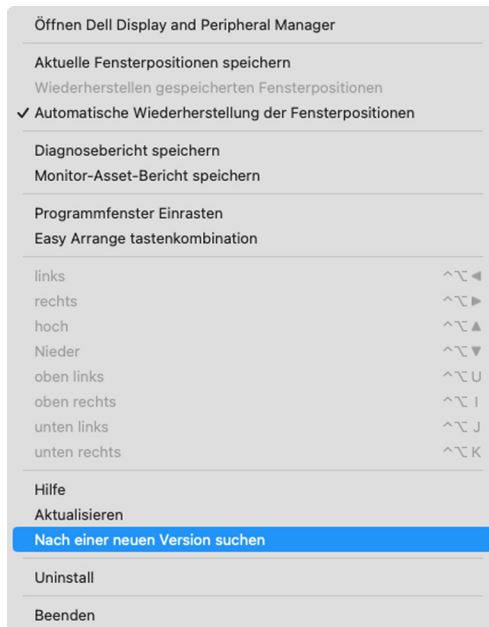 Öffnen Dell Display and Peripheral Manager
Aktuelle Fensterpositionen speichern
Wiederherstellen gespeicherten Fensterpositionen
✓ Automatische Wiederherstellung der Fensterpositionen
Diagnosebericht speichern
Monitor-Asset-Bericht speichern
Programmfenster Einrasten
Easy Arrange tastenkombination
links ^⌥◀
rechts ^⌥▶
hoch ^⌥▲
Nieder ^⌥▼
oben links ^⌥U
oben rechts ^⌥I
unten links ^⌥J
unten rechts ^⌥K
Hilfe
Aktualisieren
Nach einer neuen Version suchen
Uninstall
Beenden